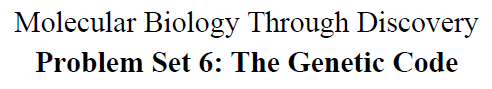 Molecular Biology Through Discovery
Problem Set 6: The Genetic Code